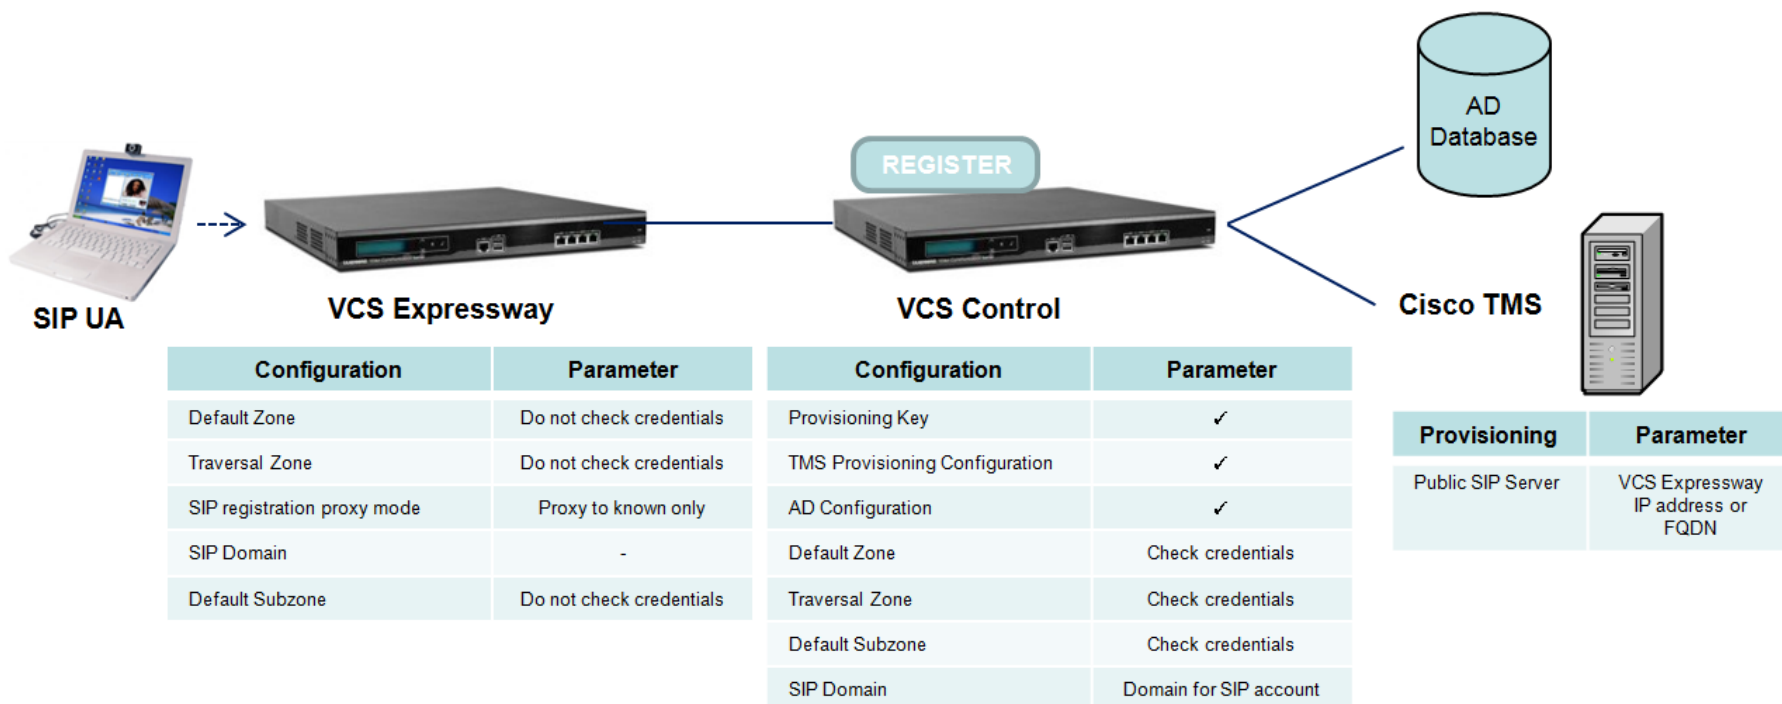 AD
Database
REGISTER
SIP UA
VCS Expressway
VCS Control
Cisco TMS
Configuration Parameter
Default Zone Do not check credentials
Traversal Zone Do not check credentials
SIP registration proxy mode Proxy to known only
SIP Domain -
Default Subzone Do not check credentials
Configuration Parameter
Provisioning Key ✓
TMS Provisioning Configuration ✓
AD Configuration ✓
Default Zone Check credentials
Traversal Zone Check credentials
Default Subzone Check credentials
SIP Domain Domain for SIP account
Provisioning Parameter
Public SIP Server VCS Expressway
IP address or
FQDN